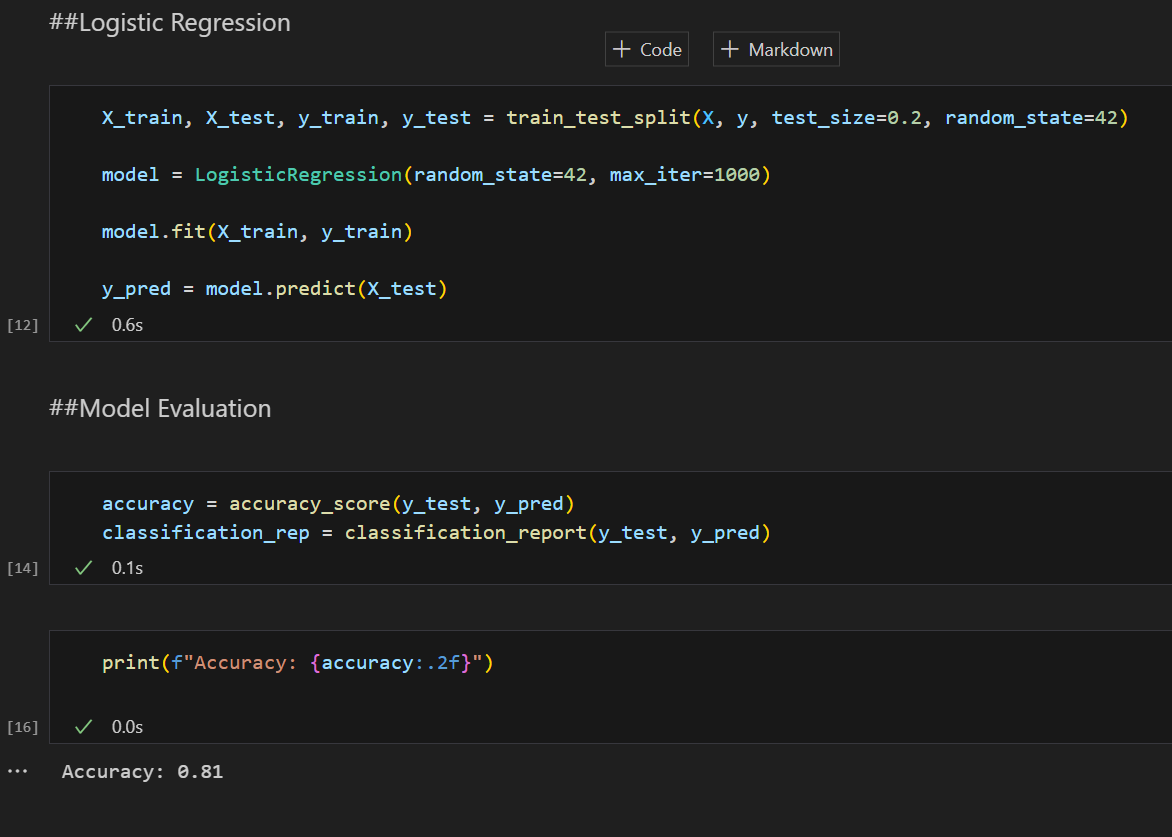 ##Logistic Regression
+ Code + Markdown
X_train, X_test, y_train, y_test = train_test_split(X, y, test_size=0.2, random_state=42)
model = LogisticRegression(random_state=42, max_iter=1000)
model.fit(X_train, y_train)
y_pred = model.predict(X_test)
[12] ✓ 0.6s
##Model Evaluation
accuracy = accuracy_score(y_test, y_pred)
classification_rep = classification_report(y_test, y_pred)
[14] ✓ 0.1s
print(f"Accuracy: {accuracy:.2f}")
[16] ✓ 0.0s
··· Accuracy: 0.81